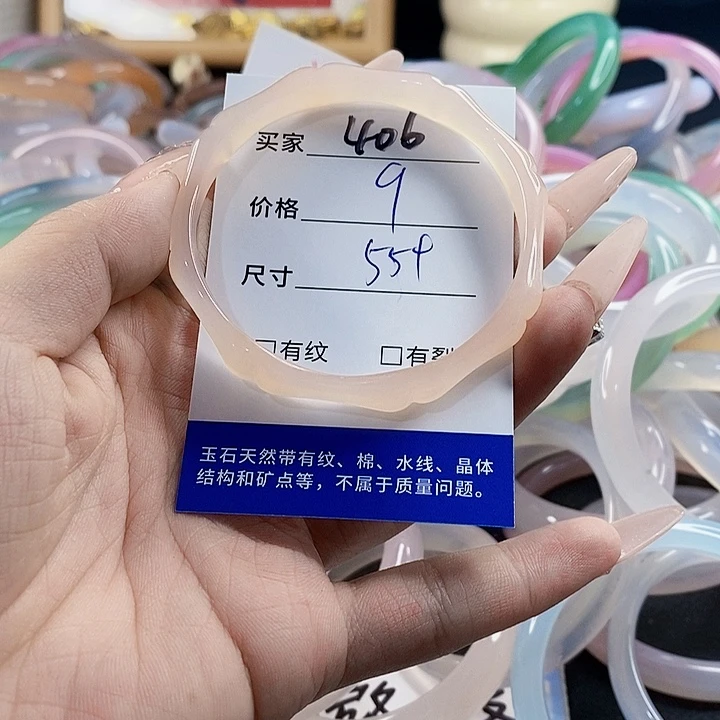 买家 406
价格 9
尺寸 559
□有纹 □有裂
玉石天然带有纹、棉、水线、晶体
结构和矿点等，不属于质量问题。